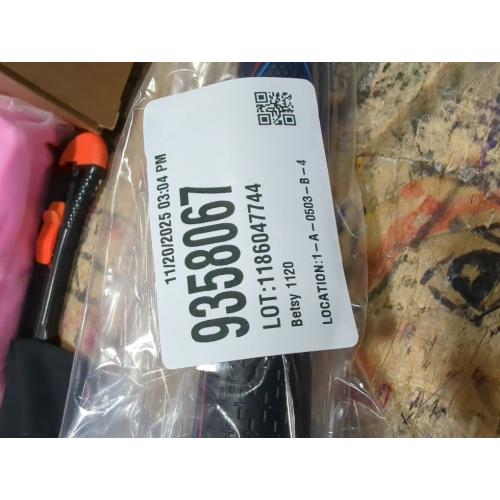 11/20/2025 03:04 PM
9358067
LOT:1186047744
Betsy 1120
LOCATION:1-A-0503-B-4